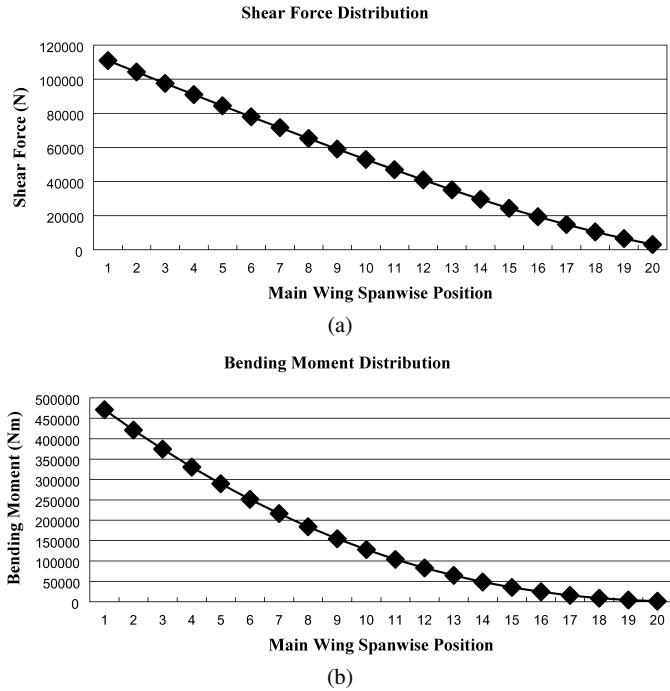 Shear Force Distribution
120000
100000
80000
60000
40000
20000
0
Shear Force (N)
1 2 3 4 5 6 7 8 9 10 11 12 13 14 15 16 17 18 19 20
Main Wing Spanwise Position
(a)
Bending Moment Distribution
500000
450000
400000
350000
300000
250000
200000
150000
100000
50000
0
Bending Moment (Nm)
1 2 3 4 5 6 7 8 9 10 11 12 13 14 15 16 17 18 19 20
Main Wing Spanwise Position
(b)